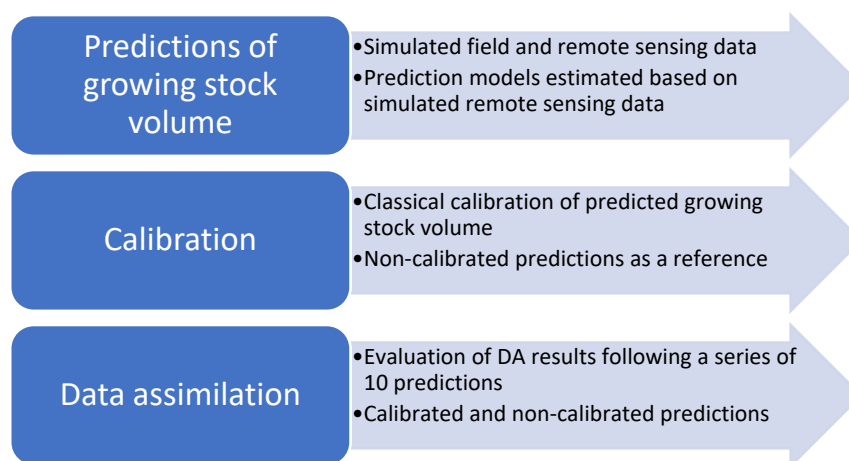 Predictions of
growing stock
volume
•Simulated field and remote sensing data
•Prediction models estimated based on
simulated remote sensing data
Calibration
•Classical calibration of predicted growing
stock volume
•Non-calibrated predictions as a reference
Data assimilation
•Evaluation of DA results following a series of
10 predictions
•Calibrated and non-calibrated predictions